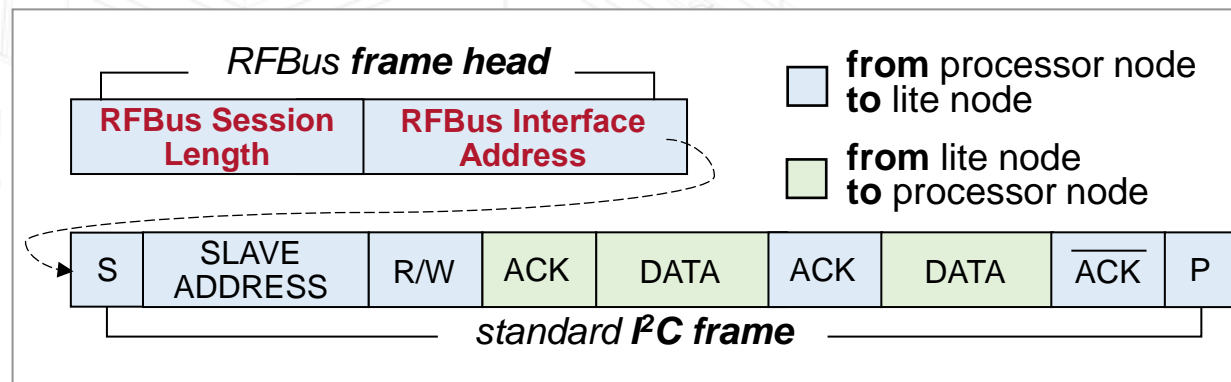 RFBus frame head
RFBus Session Length
RFBus Interface Address
from processor node
to lite node
from lite node
to processor node
S
SLAVE ADDRESS
R/W
ACK
DATA
ACK
DATA
A̅C̅K̅
P
standard I²C frame